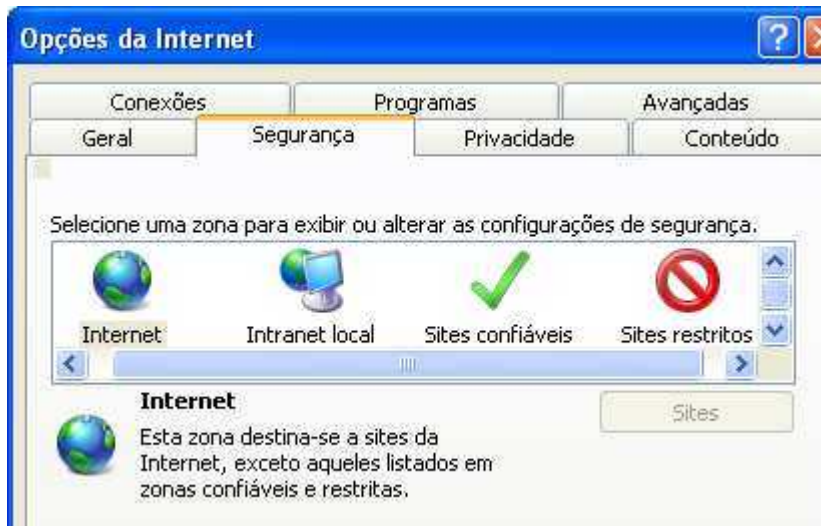 Opções da Internet
Conexões Programas Avançadas
Geral Segurança Privacidade Conteúdo
Selecione uma zona para exibir ou alterar as configurações de segurança.
Internet Intranet local Sites confiáveis Sites restritos
Internet
Sites
Esta zona destina-se a sites da
Internet, exceto aqueles listados em
zonas confiáveis e restritas.